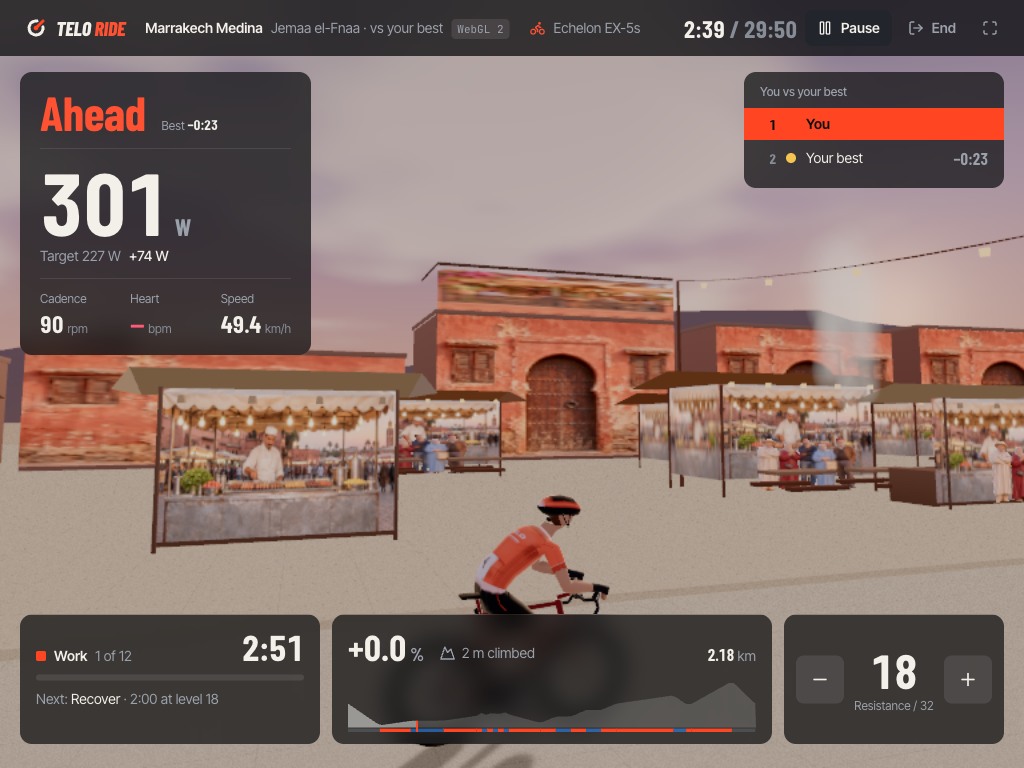 TELO RIDE Marrakech Medina Jemaa el-Fnaa · vs your best WebGL 2 Echelon EX-5s 2:39 / 29:50 Pause End
Ahead Best −0:23
301 W
Target 227 W +74 W
Cadence Heart Speed
90 rpm – bpm 49.4 km/h
You vs your best
1 You
2 Your best −0:23
Work 1 of 12 2:51
Next: Recover · 2:00 at level 18
+0.0 % 2 m climbed 2.18 km
− 18 +
Resistance / 32